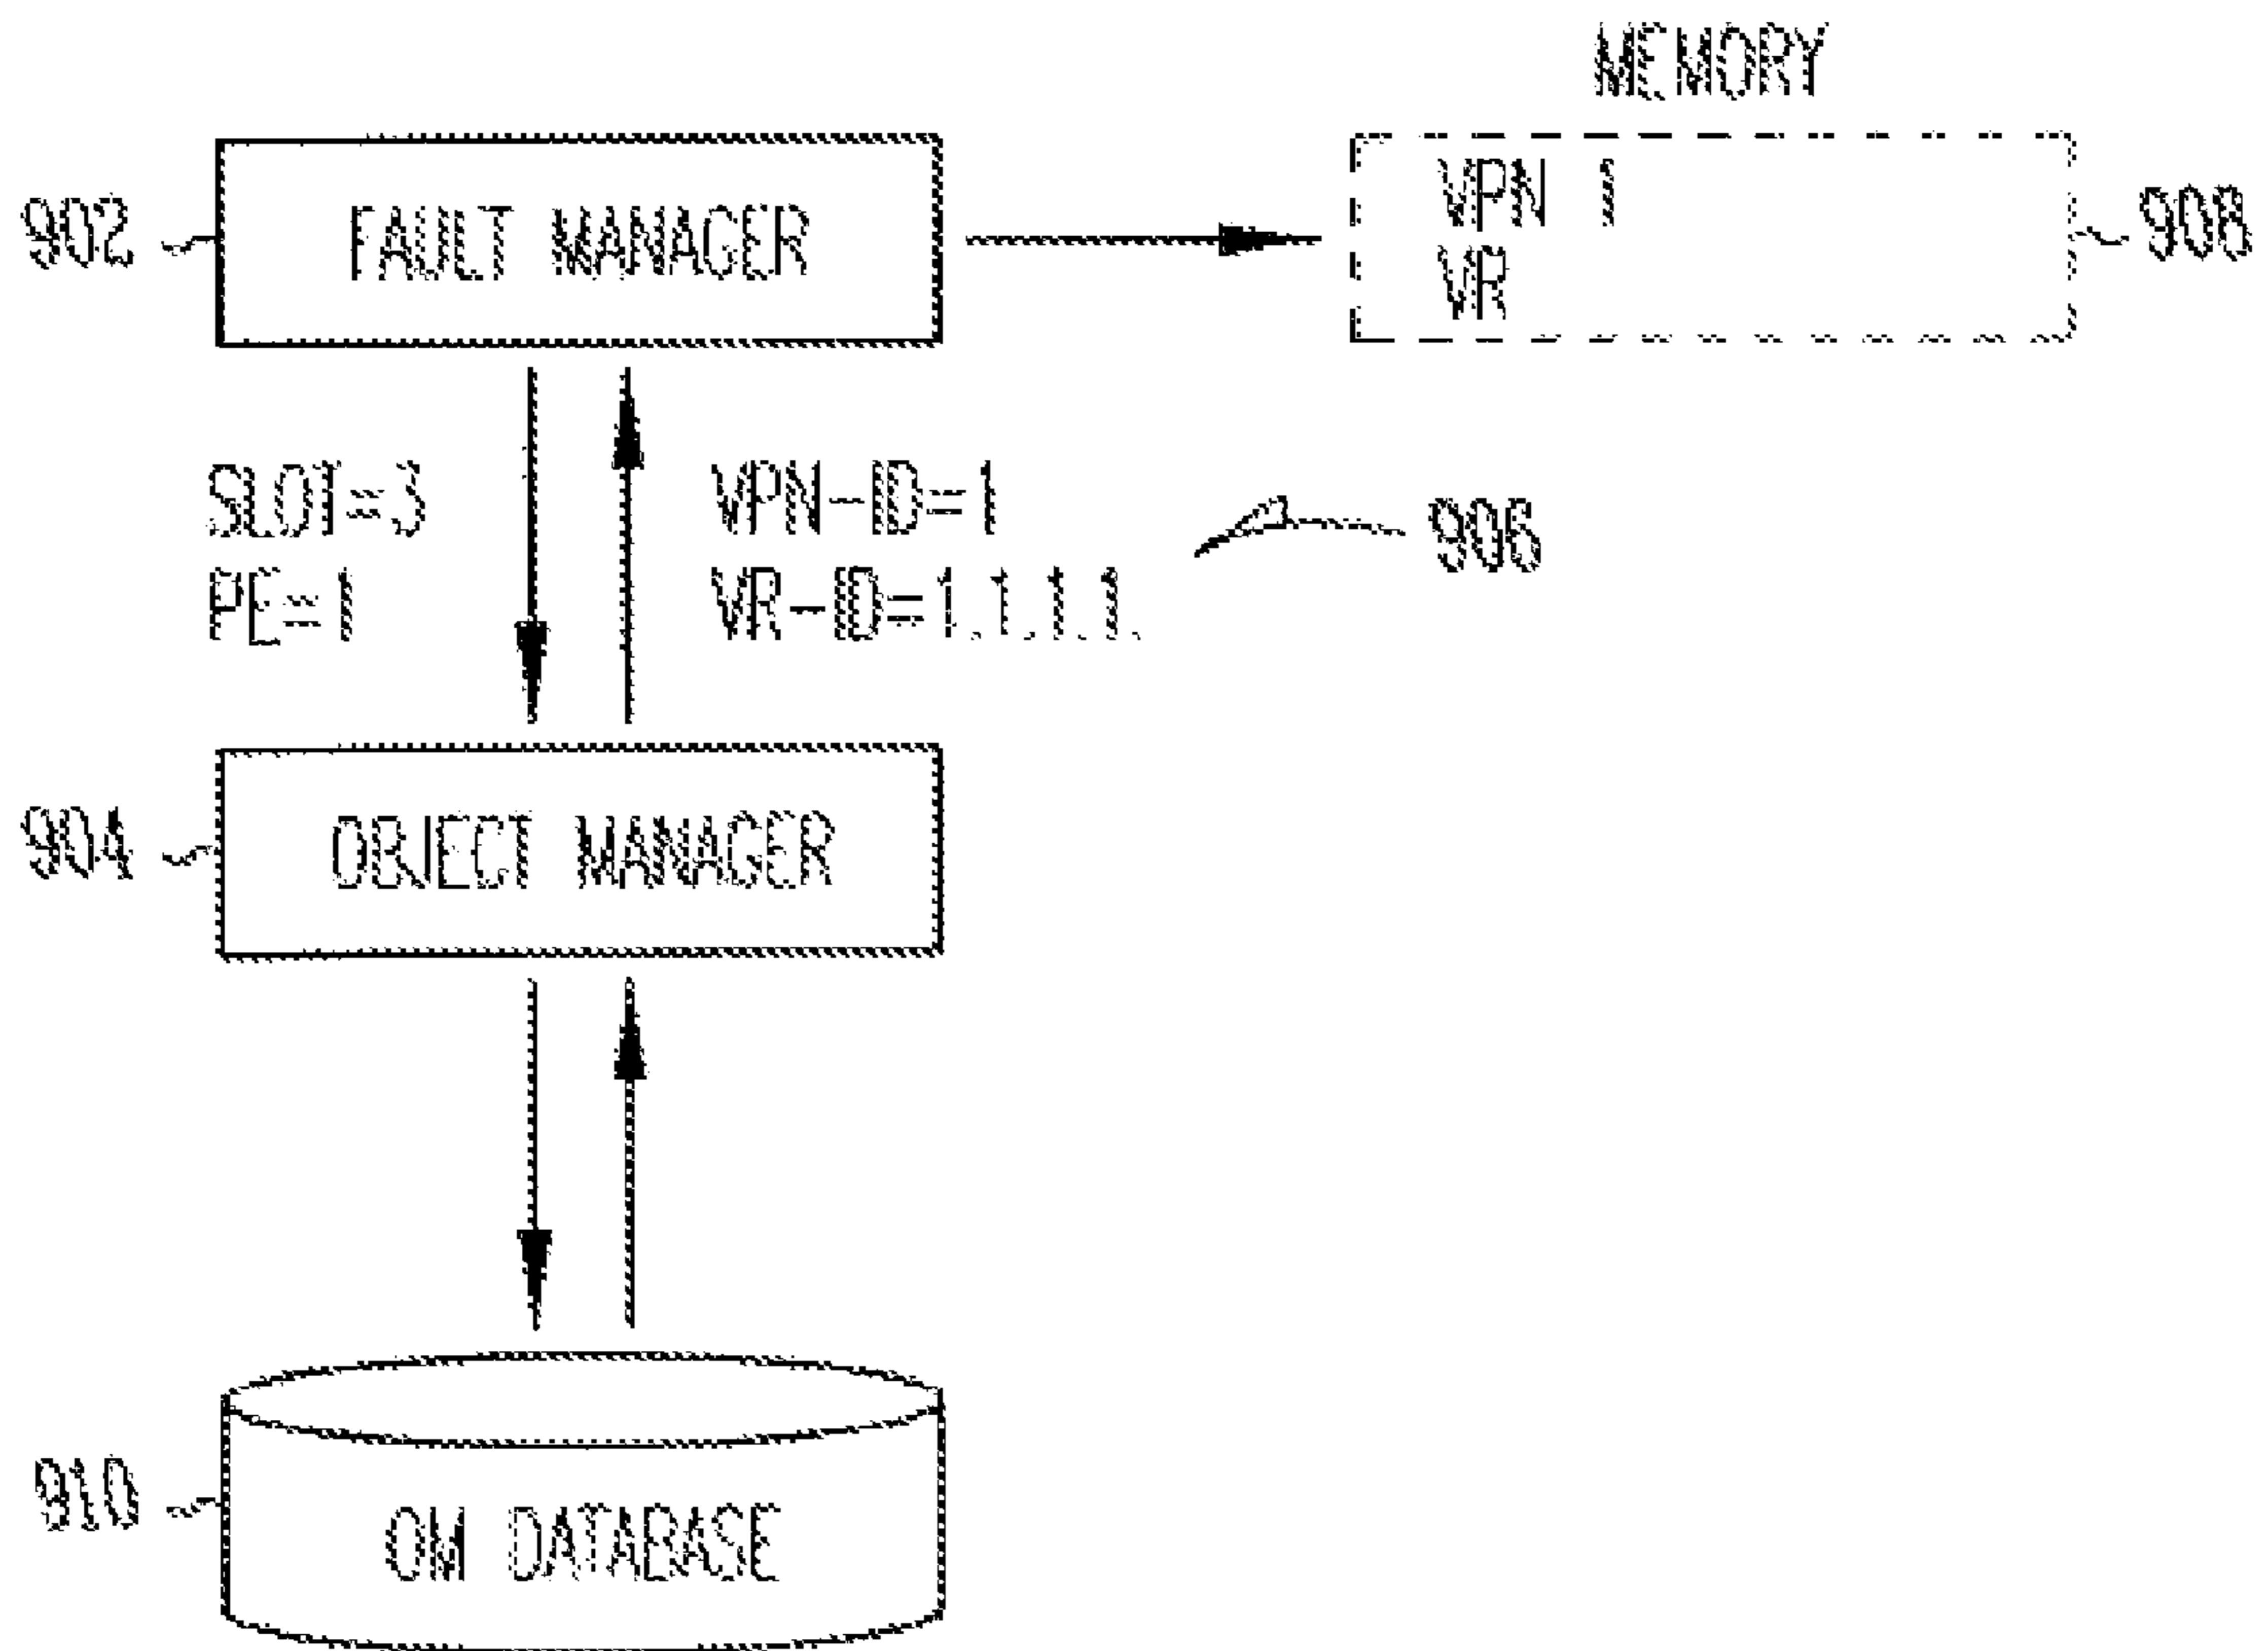 MEMORY
902
FAULT MANAGER
VPN 1
VR
908
SLOT=3
PE=1
VPN-ID=1
VR-ID=1.1.1.1.
906
904
OBJECT MANAGER
910
OM DATABASE